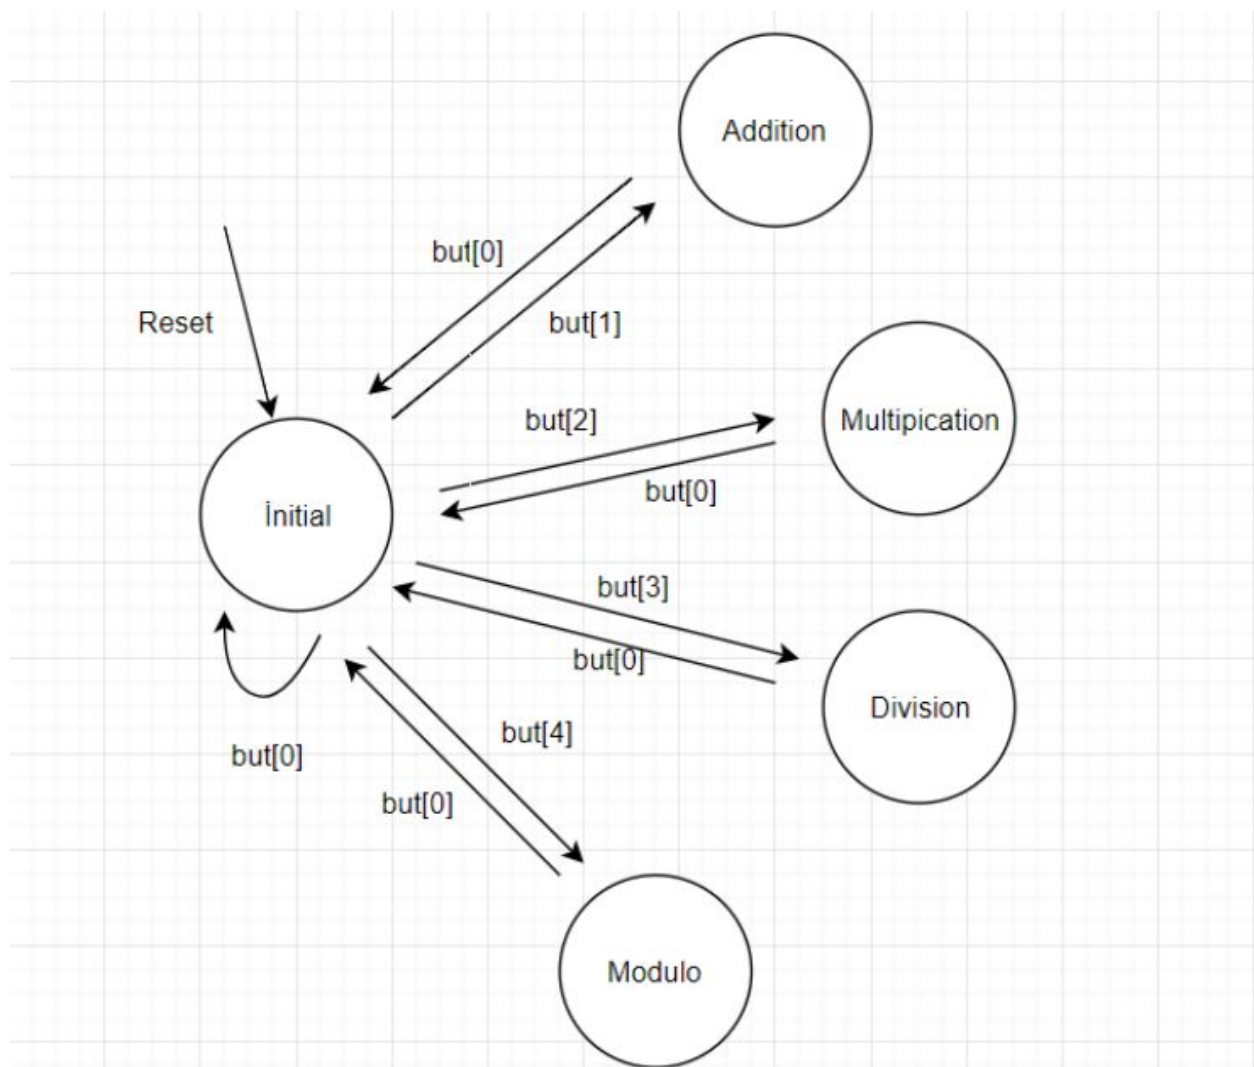 Addition
but[0]
Reset
but[1]
but[2]
Multipication
but[0]
İnitial
but[3]
but[0]
Division
but[4]
but[0]
but[0]
Modulo